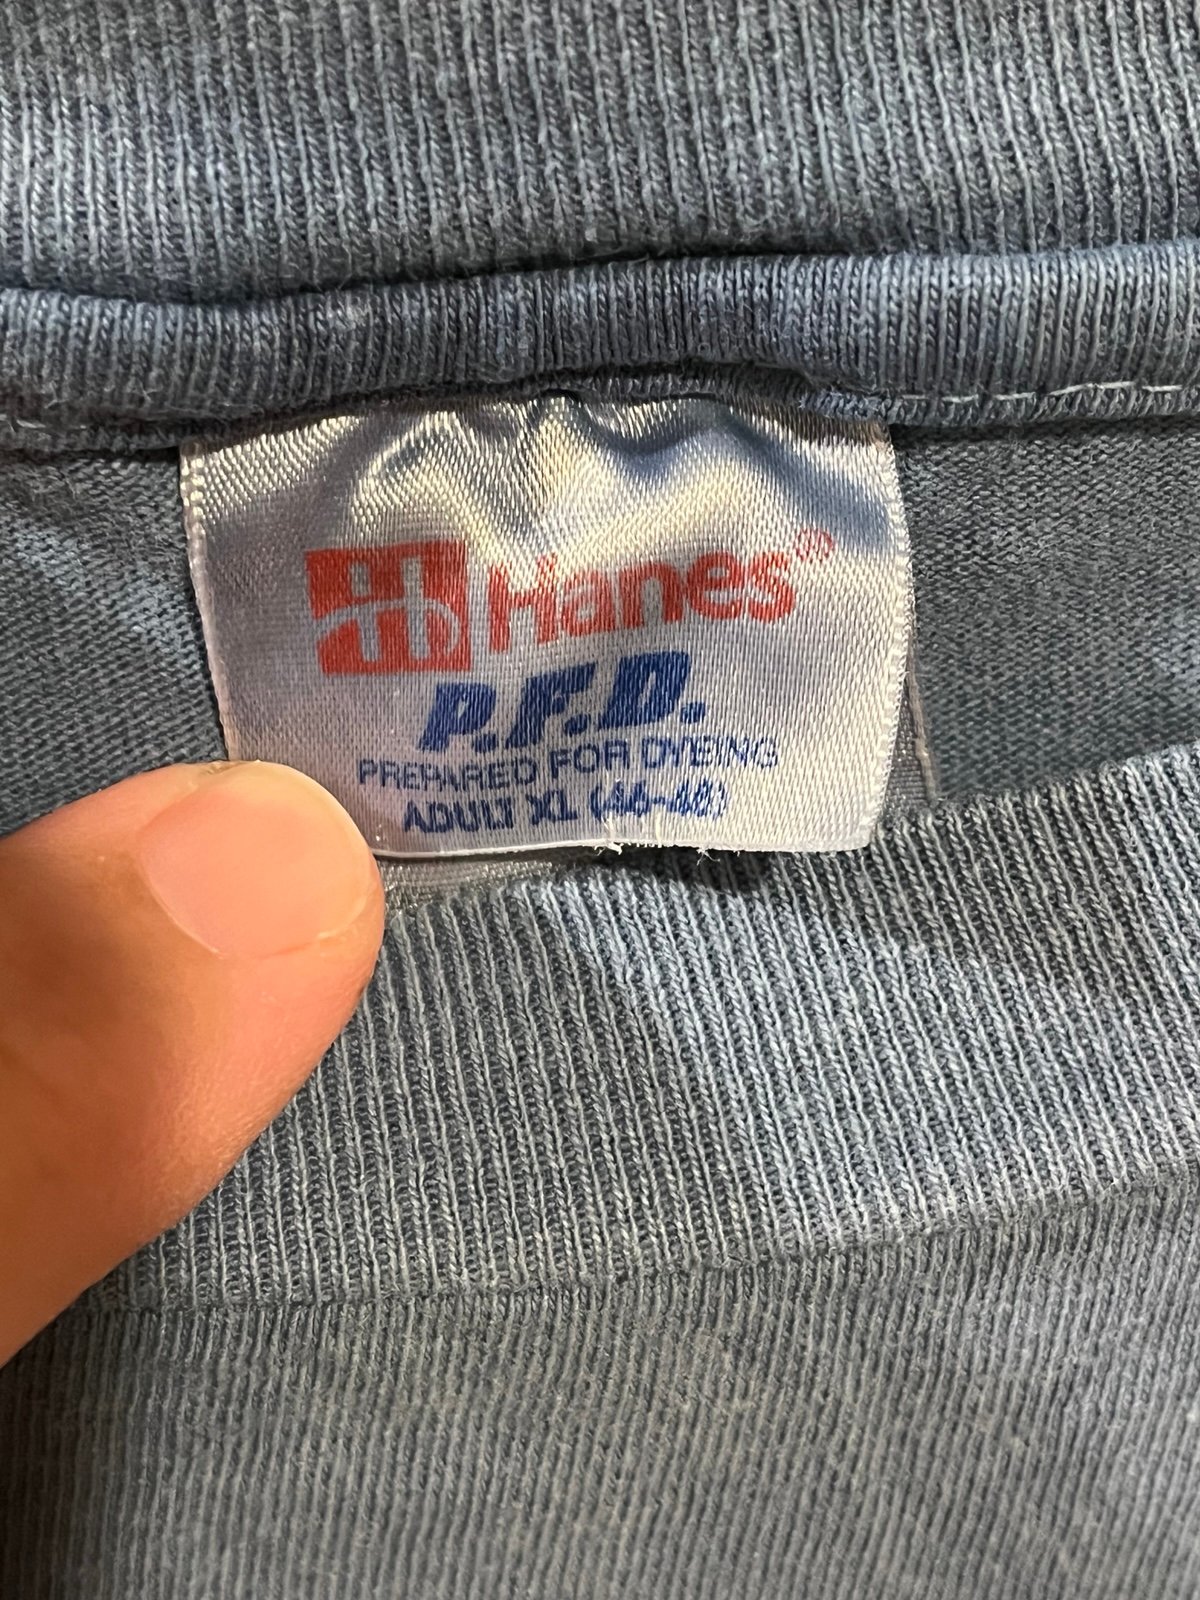 Hanes®
P.F.D.
PREPARED FOR DYEING
ADULT XL (46-48)